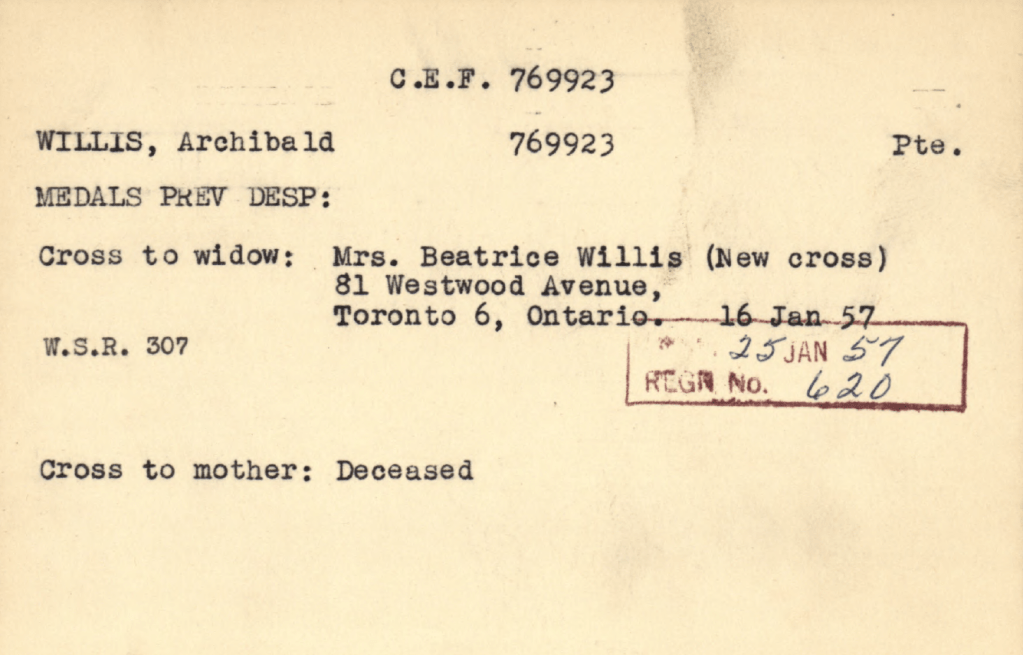 C.E.F. 769923
WILLIS, Archibald 769923 Pte.
MEDALS PREV DESP:
Cross to widow: Mrs. Beatrice Willis (New cross)
81 Westwood Avenue,
Toronto 6, Ontario. 16 Jan 57
W.S.R. 307
25 JAN 57
REGN No. 620
Cross to mother: Deceased